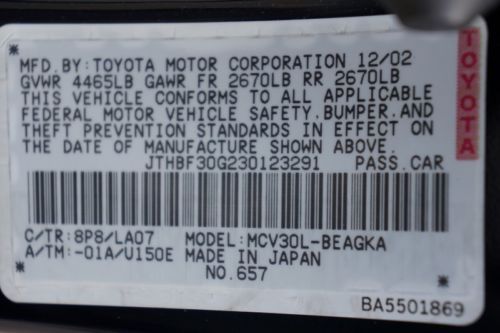 MFD.BY:TOYOTA MOTOR CORPORATION 12/02
GVWR 4465LB GAWR FR 2670LB RR 2670LB
THIS VEHICLE CONFORMS TO ALL APPLICABLE
FEDERAL MOTOR VEHICLE SAFETY,BUMPER,AND
THEFT PREVENTION STANDARDS IN EFFECT ON
THE DATE OF MANUFACTURE SHOWN ABOVE.
JTHBF30G230123291 PASS.CAR
C/TR:8P8/LA07 MODEL:MCV30L-BEAGKA
A/TM:-01A/U150E MADE IN JAPAN
NO.657
BA5501869
TOYOTA